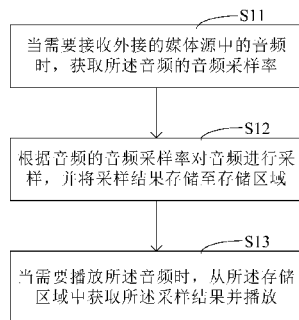 S11
当需要接收外接的媒体源中的音频
时，获取所述音频的音频采样率
S12
根据音频的音频采样率对音频进行采
样，并将采样结果存储至存储区域
S13
当需要播放所述音频时，从所述存储
区域中获取所述采样结果并播放